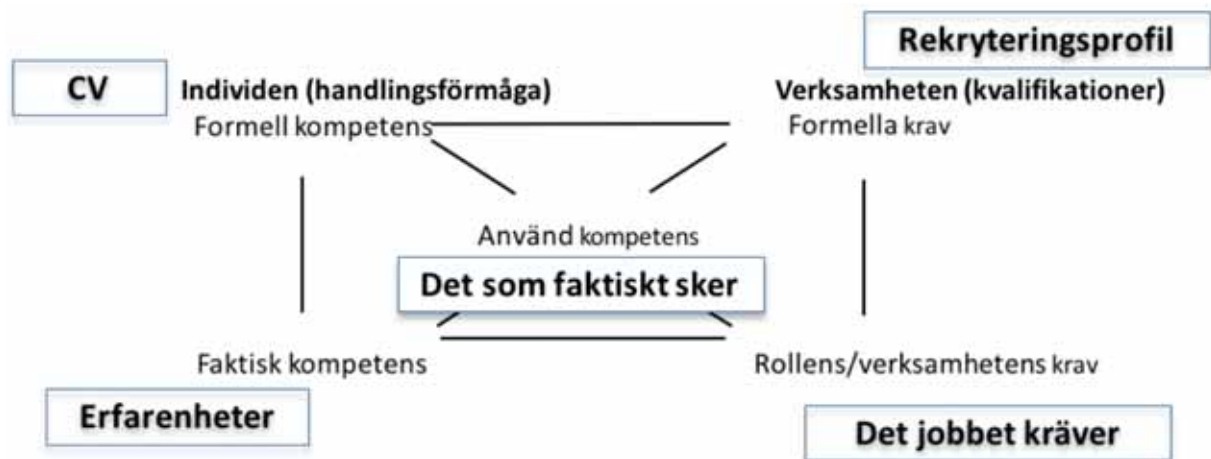 Rekryteringsprofil
CV
Individen (handlingsförmåga)
Verksamheten (kvalifikationer)
Formell kompetens
Formella krav
Använd kompetens
Det som faktiskt sker
Faktisk kompetens
Rollens/verksamhetens krav
Erfarenheter
Det jobbet kräver